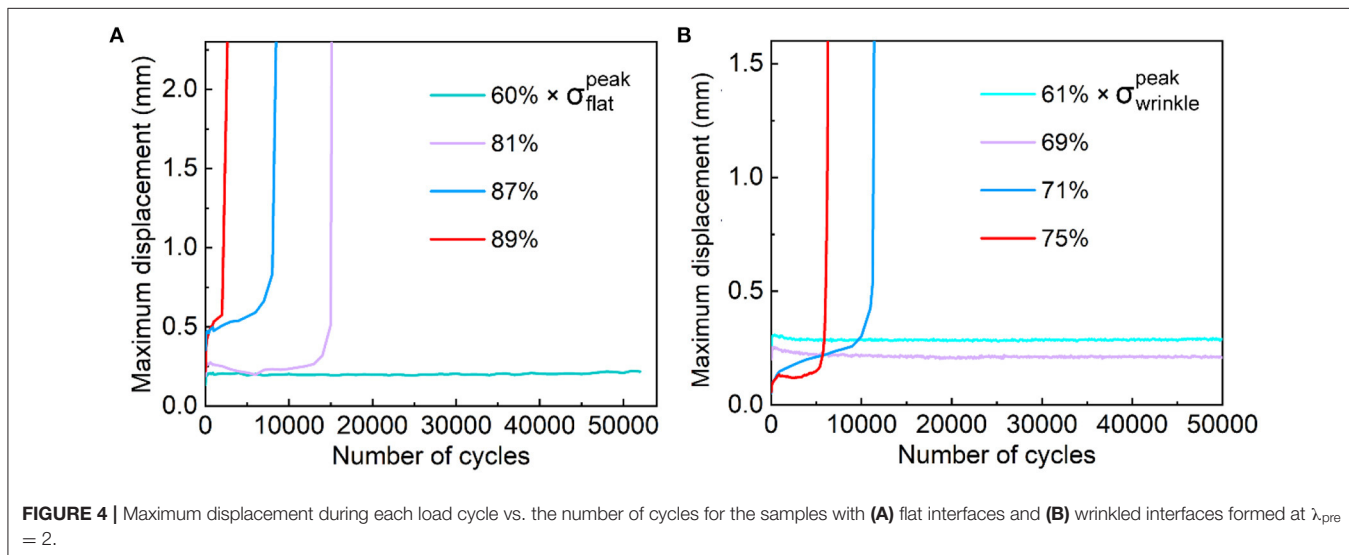 A
Maximum displacement (mm)
2.0
1.5
1.0
0.5
0.0
60% × σ peak flat
81%
87%
89%
0 10000 20000 30000 40000 50000
Number of cycles
B
Maximum displacement (mm)
1.5
1.0
0.5
0.0
61% × σ peak wrinkle
69%
71%
75%
0 10000 20000 30000 40000 50000
Number of cycles
FIGURE 4 | Maximum displacement during each load cycle vs. the number of cycles for the samples with (A) flat interfaces and (B) wrinkled interfaces formed at λpre
= 2.